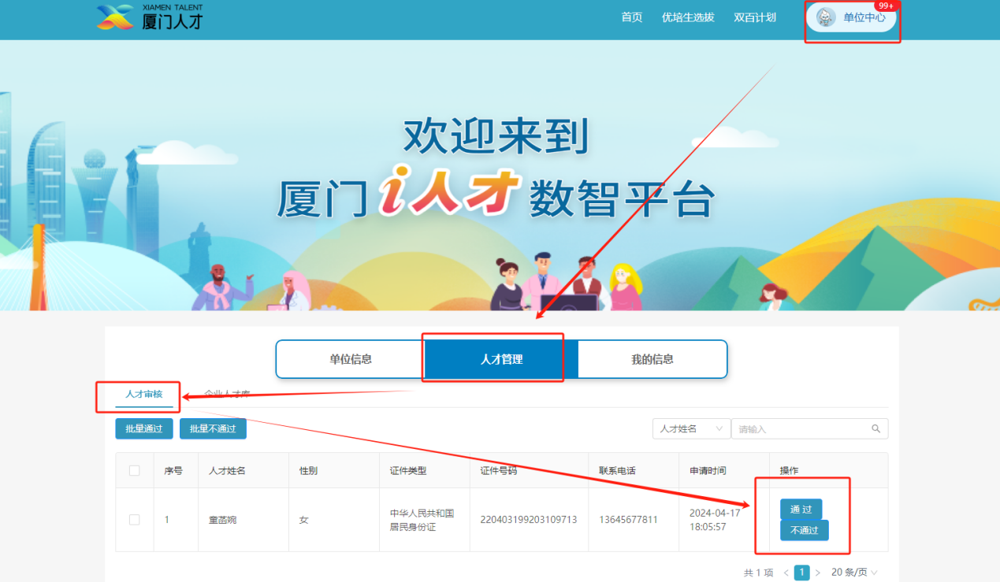 XIAMEN TALENT
厦门人才
首页 优培生选拔 双百计划 单位中心 99+
欢迎来到
厦门i人才数智平台
单位信息 人才管理 我的信息
人才审核 企业人才库
批量通过 批量不通过 人才姓名 请输入
序号 人才姓名 性别 证件类型 证件号码 联系电话 申请时间 操作
1 童菡婉 女 中华人民共和国居民身份证 220403199203109713 13645677811 2024-04-17 18:05:57 通过 不通过
共 1 项 < 1 > 20 条/页